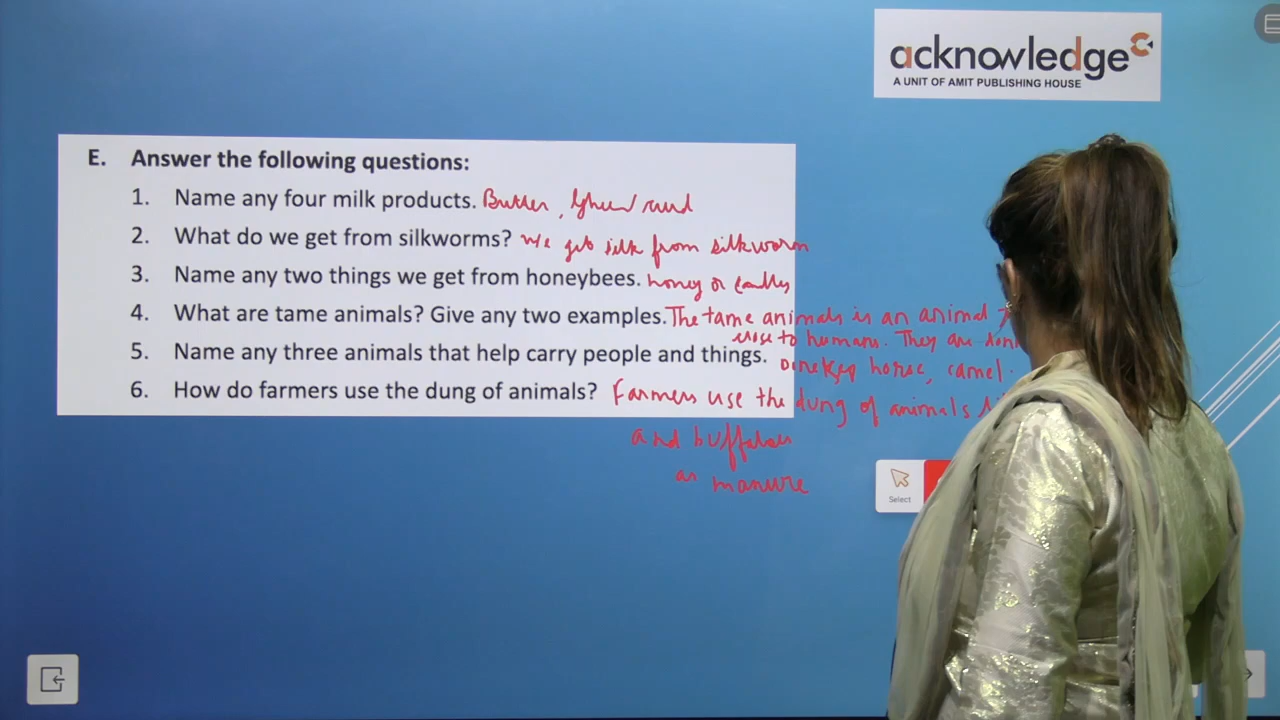 acknowledge
A UNIT OF AMIT PUBLISHING HOUSE
E. Answer the following questions:
1. Name any four milk products. Butter, Ghee/ curd
2. What do we get from silkworms? We get silk from silkworm
3. Name any two things we get from honeybees. honey or
4. What are tame animals? Give any two examples. The tame animals is an animal
close to humans. They are
5. Name any three animals that help carry people and things. horse, camel.
6. How do farmers use the dung of animals? Farmers use the dung of animals
and buffaloes
as manure
Select